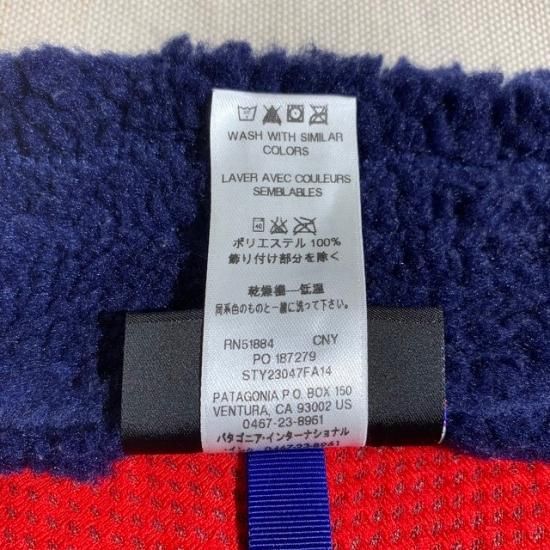 WASH WITH SIMILAR
COLORS
LAVER AVEC COULEURS
SEMBLABLES
40
ポリエステル 100%
飾り付け部分を除く
乾燥機—低温
同系色のものと一緒に洗って下さい。
RN51884 CNY
PO 187279
STY23047FA14
PATAGONIA P.O. BOX 150
VENTURA, CA 93002 US
0467-23-8961
パタゴニア・インターナショナル